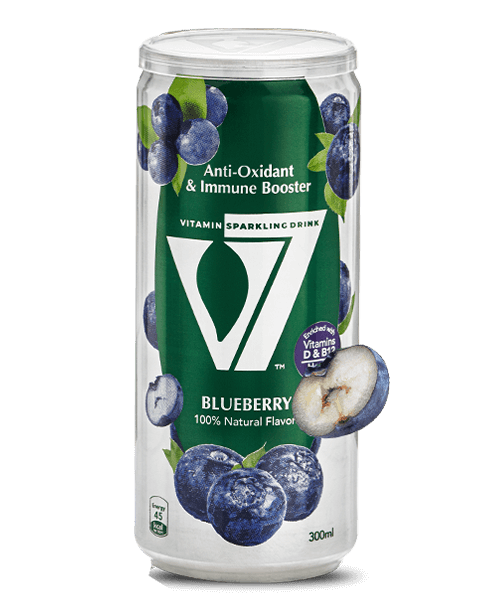 Anti-Oxidant
& Immune Booster
VITAMIN SPARKLING DRINK
V7
TM
Enriched with
Vitamins
D & B12
BLUEBERRY
100% Natural Flavor
Energy
45
kcal
300ml